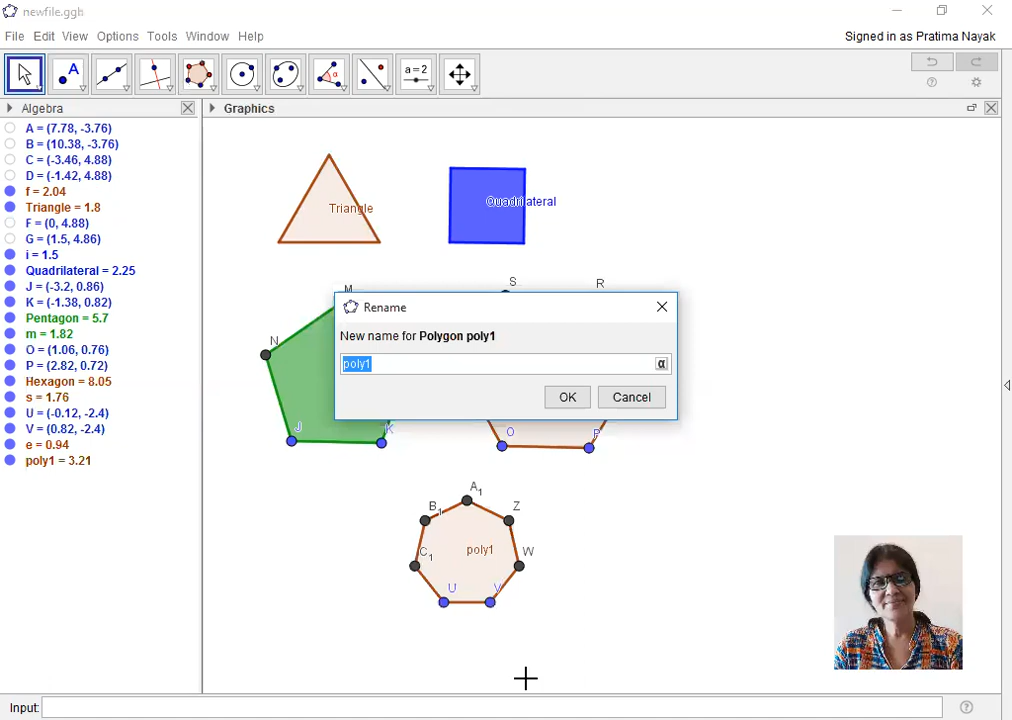 newfile.ggb
File Edit View Options Tools Window Help
Signed in as Pratima Nayak
A
α
a=2
Algebra
Graphics
A = (7.78, -3.76)
B = (10.38, -3.76)
C = (-3.46, 4.88)
D = (-1.42, 4.88)
f = 2.04
Triangle = 1.8
F = (0, 4.88)
G = (1.5, 4.86)
i = 1.5
Quadrilateral = 2.25
J = (-3.2, 0.86)
K = (-1.38, 0.82)
Pentagon = 5.7
m = 1.82
O = (1.06, 0.76)
P = (2.82, 0.72)
Hexagon = 8.05
s = 1.76
U = (-0.12, -2.4)
V = (0.82, -2.4)
e = 0.94
poly1 = 3.21
Triangle
Quadrilateral
M
S
R
N
J
K
O
P
Rename
New name for Polygon poly1
poly1
α
OK
Cancel
A1
B1
Z
C1
poly1
W
U
V
Input: